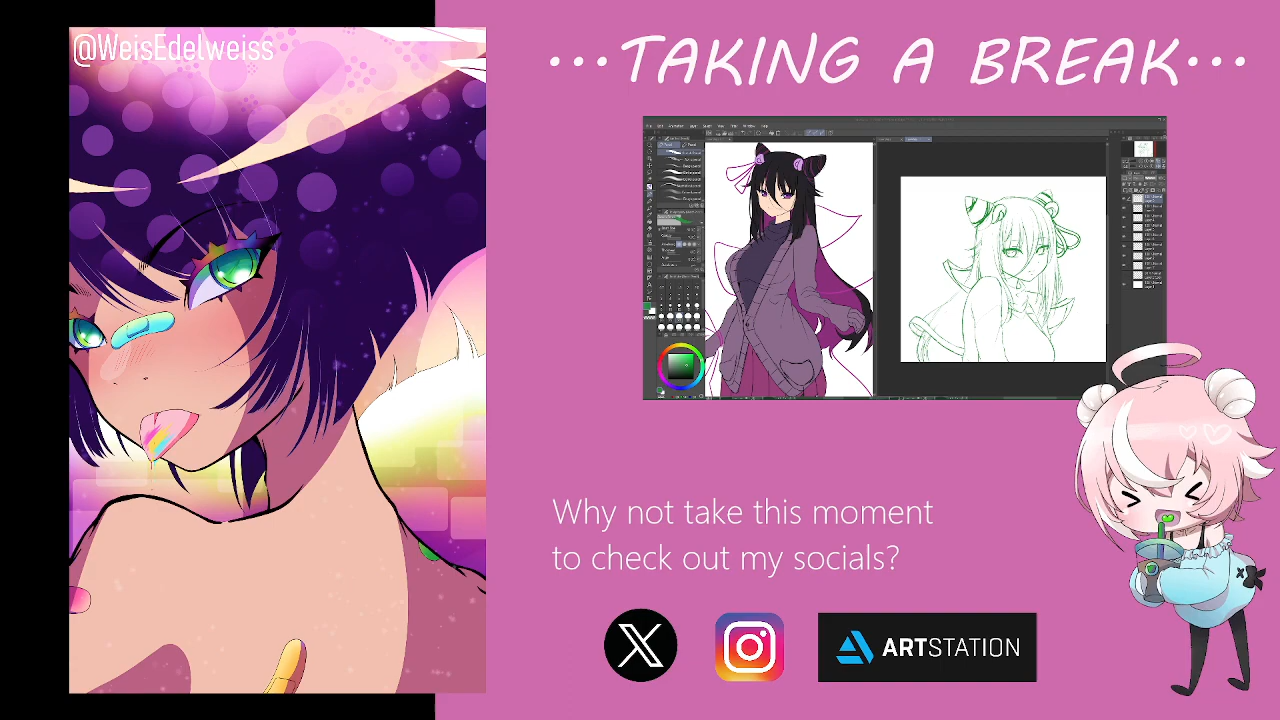 @WeisEdelweiss
...TAKING A BREAK...
Why not take this moment
to check out my socials?
ARTSTATION